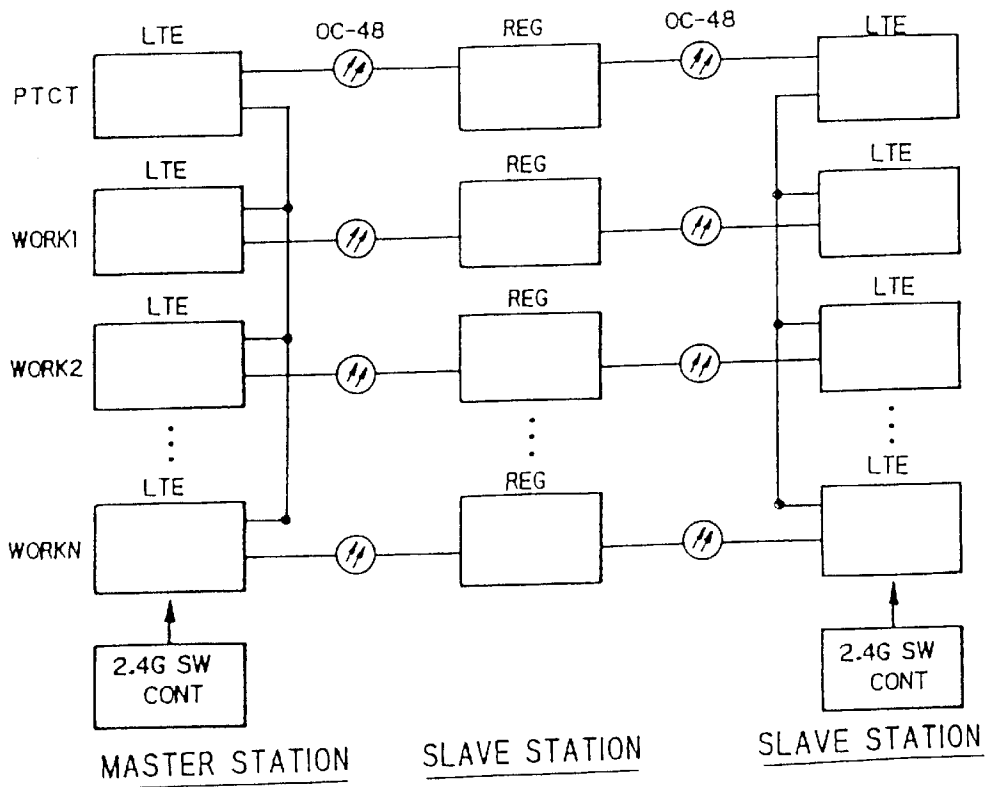 LTE OC-48 REG OC-48 LTE
PTCT
LTE REG LTE
WORK1
LTE REG LTE
WORK2
LTE REG LTE
WORKN
2.4G SW 2.4G SW
CONT CONT
MASTER STATION SLAVE STATION SLAVE STATION